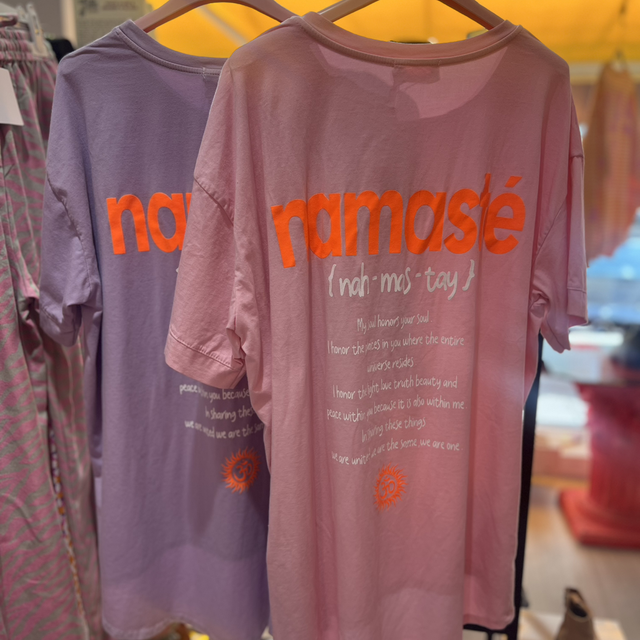 namasté
{ nah - mas - tay }
My soul honors your soul
I honor the place in you where the entire
universe resides
I honor the light love truth beauty and
peace within you because it is also within me
In sharing these things
we are united we are the same we are one
na
peace within you because
In sharing these
we are united we are the